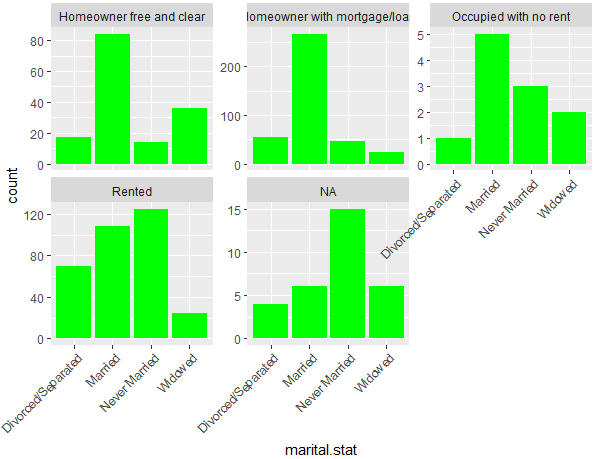 Homeowner free and clear
Homeowner with mortgage/loa
Occupied with no rent
80
60
40
20
0
200
100
0
5
4
3
2
1
0
Divorced/Separated
Married
Never Married
Widowed
count
Rented
NA
120
80
40
0
15
10
5
0
Divorced/Separated
Married
Never Married
Widowed
Divorced/Separated
Married
Never Married
Widowed
marital.stat